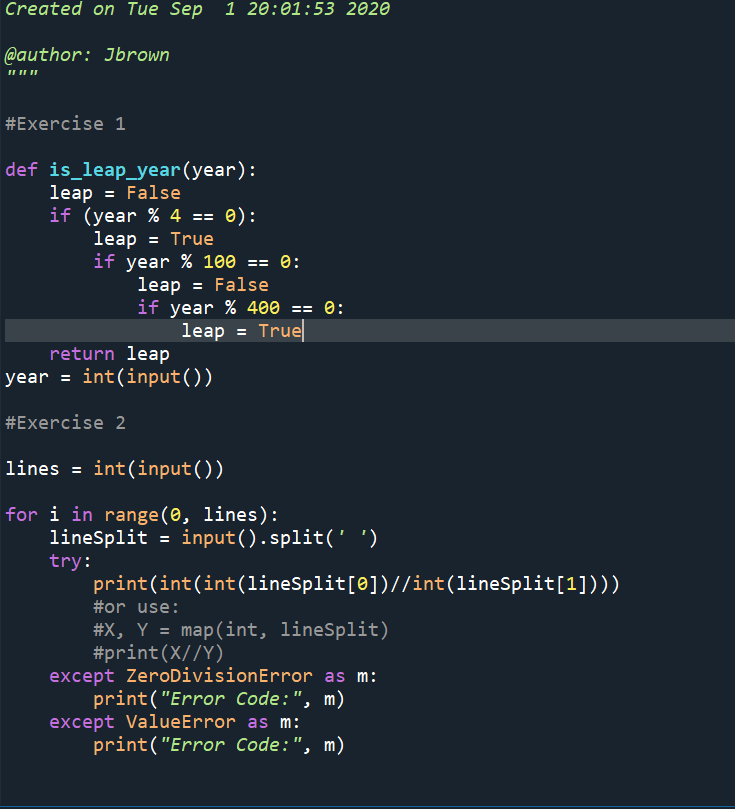 Created on Tue Sep  1 20:01:53 2020

@author: Jbrown
"""

#Exercise 1

def is_leap_year(year):
    leap = False
    if (year % 4 == 0):
        leap = True
        if year % 100 == 0:
            leap = False
            if year % 400 == 0:
                leap = True
    return leap
year = int(input())

#Exercise 2

lines = int(input())

for i in range(0, lines):
    lineSplit = input().split(' ')
    try:
        print(int(int(lineSplit[0])//int(lineSplit[1])))
        #or use:
        #X, Y = map(int, lineSplit)
        #print(X//Y)
    except ZeroDivisionError as m:
        print("Error Code:", m)
    except ValueError as m:
        print("Error Code:", m)